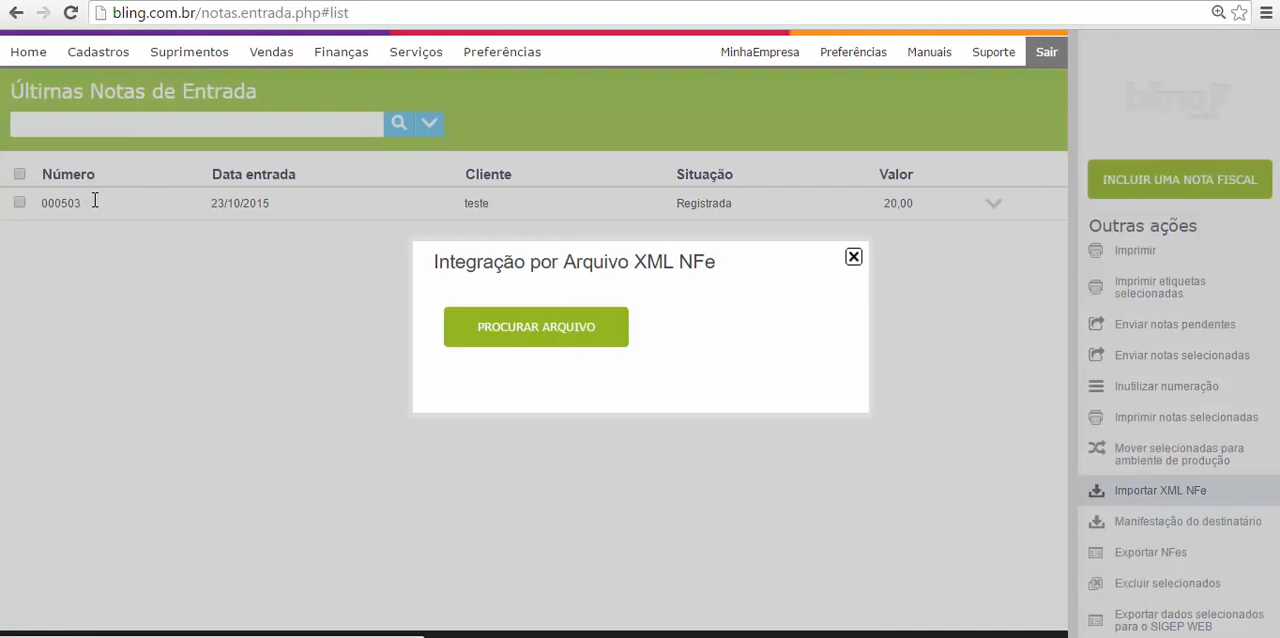 bling.com.br/notas.entrada.php#list
Home Cadastros Suprimentos Vendas Finanças Serviços Preferências MinhaEmpresa Preferências Manuais Suporte Sair
Últimas Notas de Entrada
bling
Número Data entrada Cliente Situação Valor
000503 23/10/2015 teste Registrada 20,00
Integração por Arquivo XML NFe
PROCURAR ARQUIVO
INCLUIR UMA NOTA FISCAL
Outras ações
Imprimir
Imprimir etiquetas
selecionadas
Enviar notas pendentes
Enviar notas selecionadas
Inutilizar numeração
Imprimir notas selecionadas
Mover selecionadas para
ambiente de produção
Importar XML NFe
Manifestação do destinatário
Exportar NFes
Excluir selecionados
Exportar dados selecionados
para o SIGEP WEB